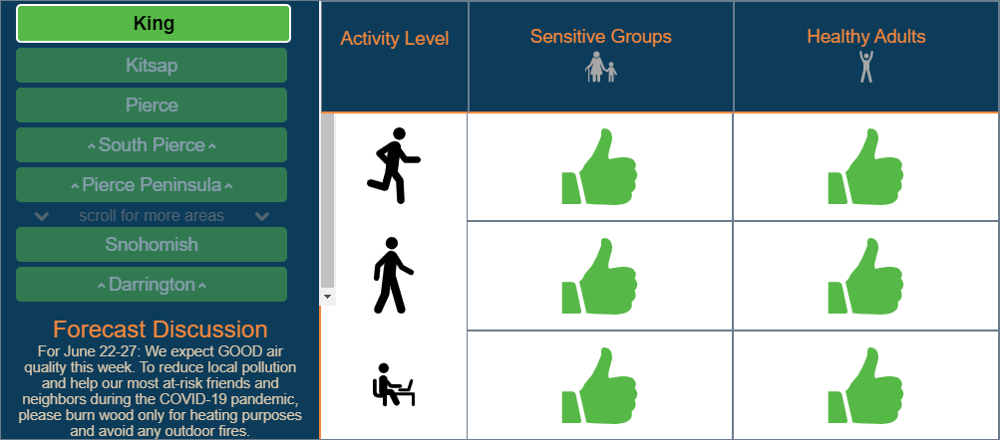 King
Kitsap
Pierce
^ South Pierce ^
^ Pierce Peninsula ^
scroll for more areas
Snohomish
^ Darrington ^
Forecast Discussion
For June 22-27: We expect GOOD air
quality this week. To reduce local pollution
and help our most at-risk friends and
neighbors during the COVID-19 pandemic,
please burn wood only for heating purposes
and avoid any outdoor fires.
Activity Level
Sensitive Groups
Healthy Adults